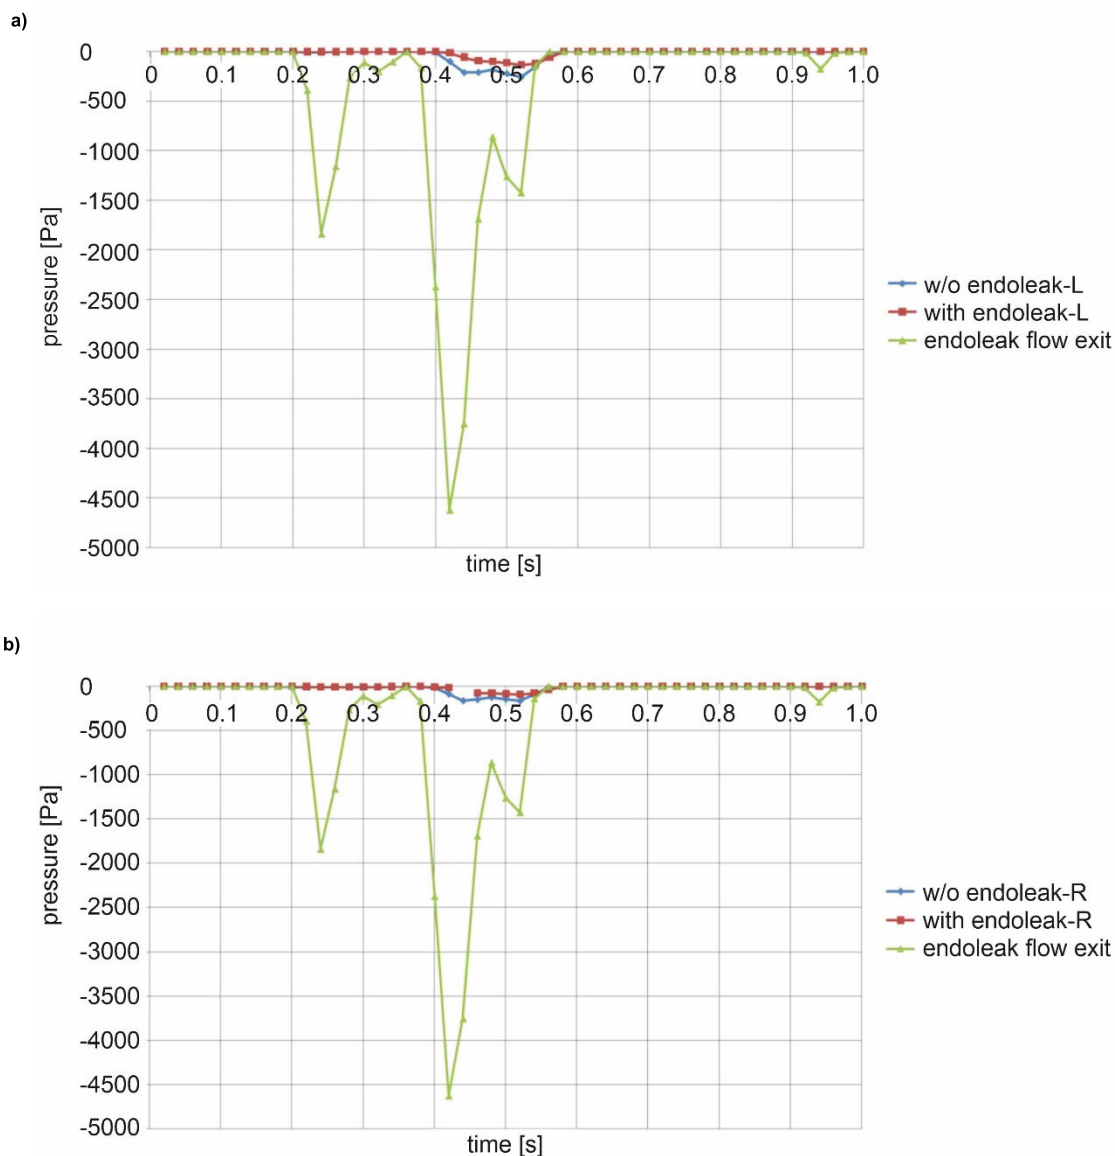 a)
0
0 0.1 0.2 0.3 0.4 0.5 0.6 0.7 0.8 0.9 1.0
-500
-1000
-1500
-2000
-2500
-3000
-3500
-4000
-4500
-5000
pressure [Pa]
time [s]
w/o endoleak-L
with endoleak-L
endoleak flow exit
b)
0
0 0.1 0.2 0.3 0.4 0.5 0.6 0.7 0.8 0.9 1.0
-500
-1000
-1500
-2000
-2500
-3000
-3500
-4000
-4500
-5000
pressure [Pa]
time [s]
w/o endoleak-R
with endoleak-R
endoleak flow exit